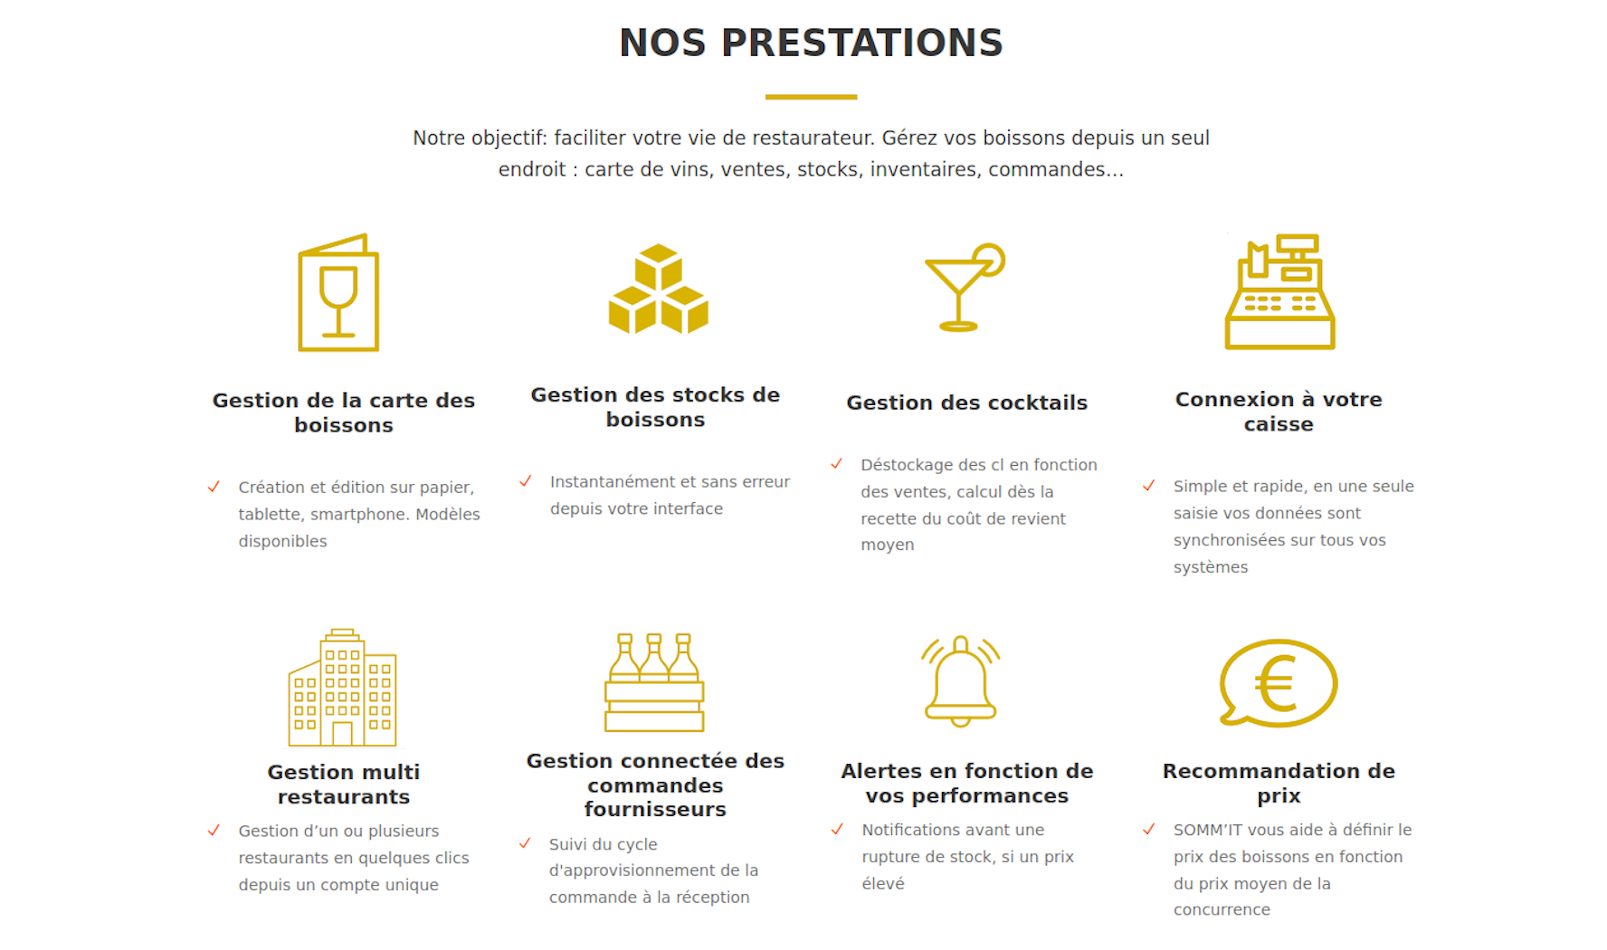 NOS PRESTATIONS
Notre objectif: faciliter votre vie de restaurateur. Gérez vos boissons depuis un seul
endroit : carte de vins, ventes, stocks, inventaires, commandes...
Gestion de la carte des
boissons
Création et édition sur papier,
tablette, smartphone. Modèles
disponibles
Gestion des stocks de
boissons
Instantanément et sans erreur
depuis votre interface
Gestion des cocktails
Déstockage des cl en fonction
des ventes, calcul dès la
recette du coût de revient
moyen
Connexion à votre
caisse
Simple et rapide, en une seule
saisie vos données sont
synchronisées sur tous vos
systèmes
Gestion multi
restaurants
Gestion d’un ou plusieurs
restaurants en quelques clics
depuis un compte unique
Gestion connectée des
commandes
fournisseurs
Suivi du cycle
d'approvisionnement de la
commande à la réception
Alertes en fonction de
vos performances
Notifications avant une
rupture de stock, si un prix
élevé
€
Recommandation de
prix
SOMM’IT vous aide à définir le
prix des boissons en fonction
du prix moyen de la
concurrence